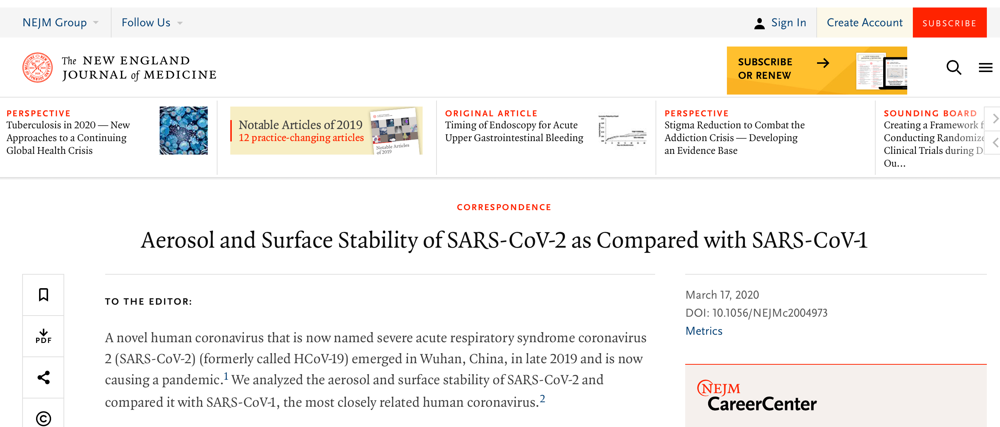 NEJM Group
Follow Us
Sign In
Create Account
SUBSCRIBE
The NEW ENGLAND
JOURNAL of MEDICINE
SUBSCRIBE
OR RENEW
PERSPECTIVE
Tuberculosis in 2020 — New
Approaches to a Continuing
Global Health Crisis
Notable Articles of 2019
12 practice-changing articles
Notable Articles
of 2019
ORIGINAL ARTICLE
Timing of Endoscopy for Acute
Upper Gastrointestinal Bleeding
PERSPECTIVE
Stigma Reduction to Combat the
Addiction Crisis — Developing
an Evidence Base
SOUNDING BOARD
Creating a Framework f
Conducting Randomize
Clinical Trials during D
Ou...
CORRESPONDENCE
Aerosol and Surface Stability of SARS-CoV-2 as Compared with SARS-CoV-1
PDF
TO THE EDITOR:
A novel human coronavirus that is now named severe acute respiratory syndrome coronavirus
2 (SARS-CoV-2) (formerly called HCoV-19) emerged in Wuhan, China, in late 2019 and is now
causing a pandemic.1 We analyzed the aerosol and surface stability of SARS-CoV-2 and
compared it with SARS-CoV-1, the most closely related human coronavirus.2
March 17, 2020
DOI: 10.1056/NEJMc2004973
Metrics
NEJM
CareerCenter